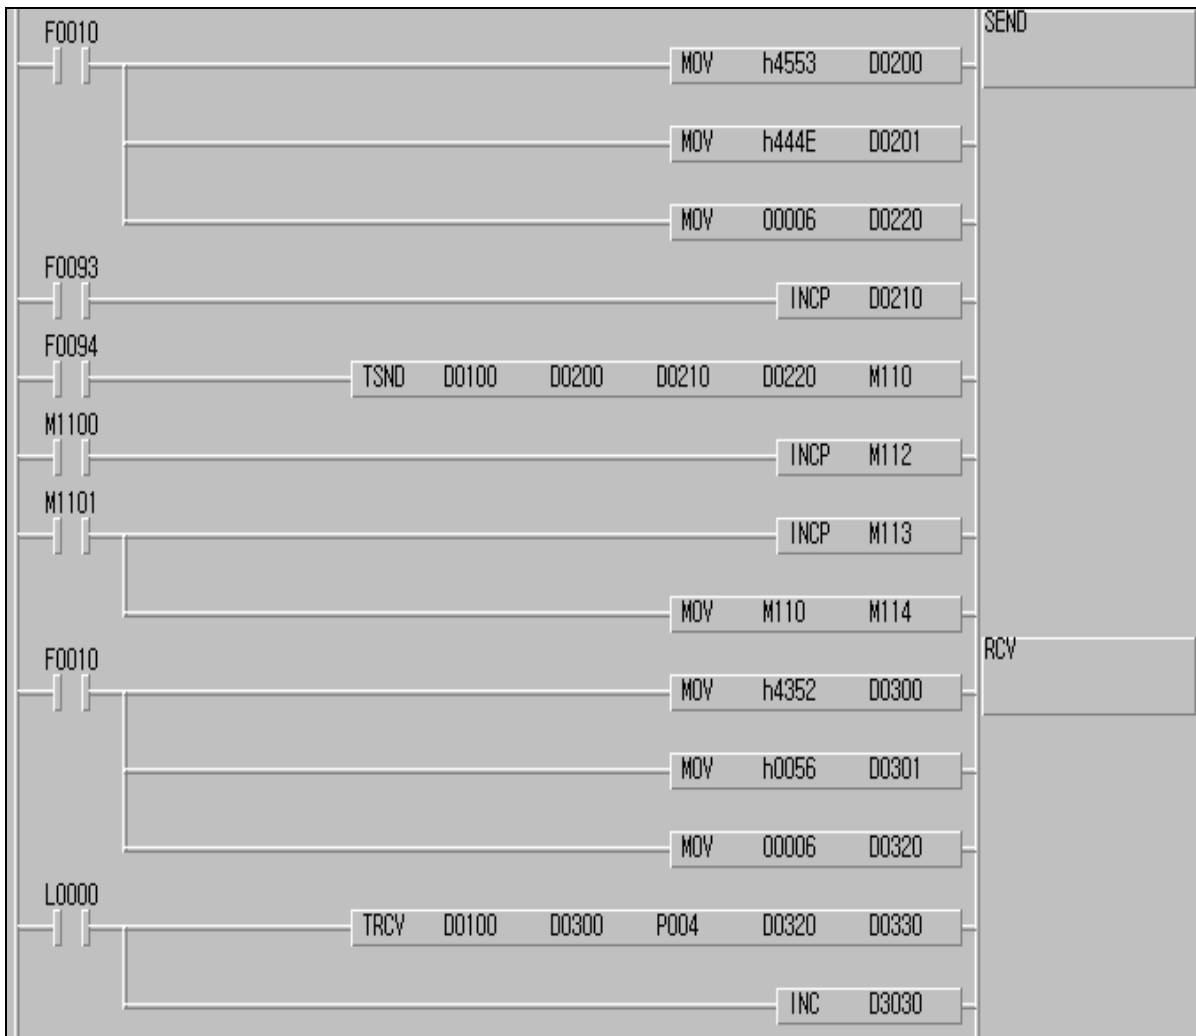 F0010
SEND
MOV h4553 D0200
MOV h444E D0201
MOV 00006 D0220
F0093
INCP D0210
F0094
TSND D0100 D0200 D0210 D0220 M110
M1100
INCP M112
M1101
INCP M113
MOV M110 M114
F0010
RCV
MOV h4352 D0300
MOV h0056 D0301
MOV 00006 D0320
L0000
TRCV D0100 D0300 P004 D0320 D0330
INC D3030